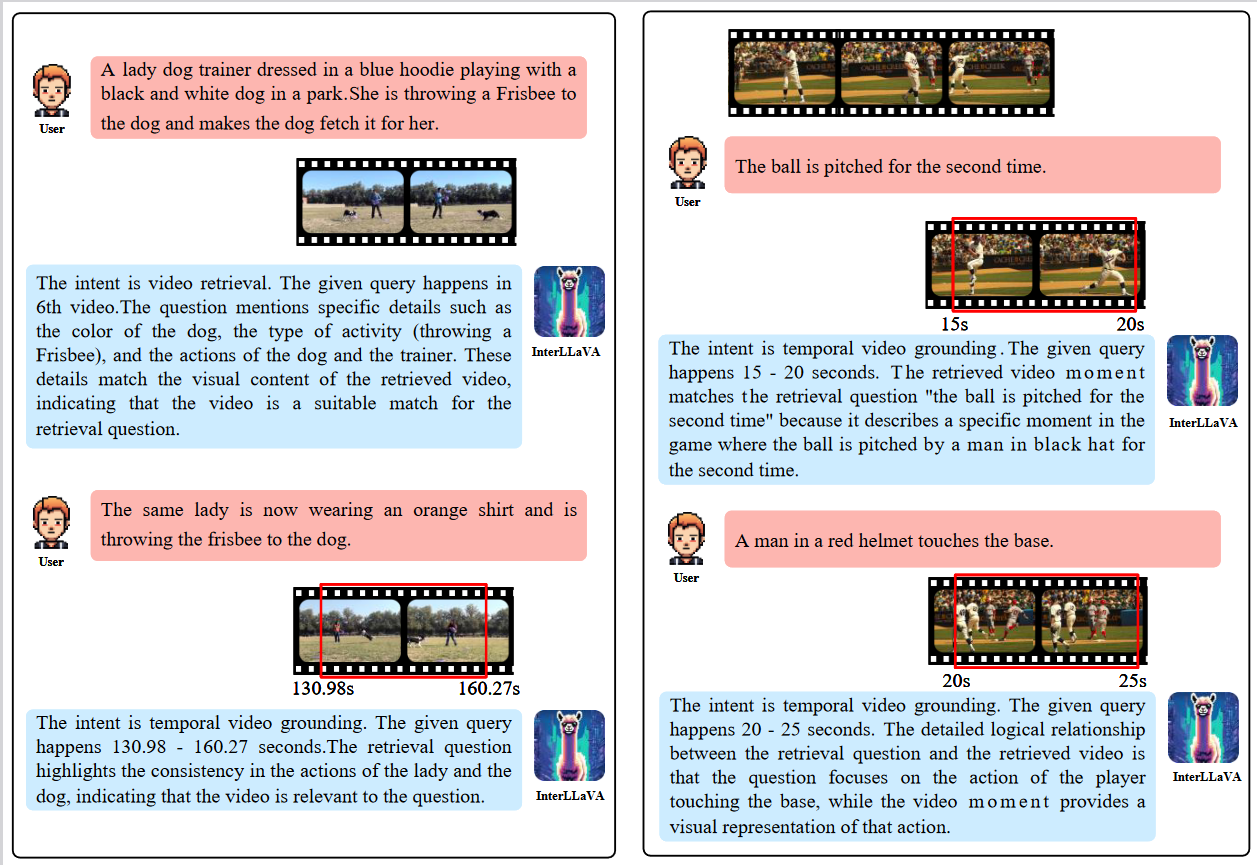 A lady dog trainer dressed in a blue hoodie playing with a
black and white dog in a park.She is throwing a Frisbee to
the dog and makes the dog fetch it for her.
User
The intent is video retrieval. The given query happens in
6th video.The question mentions specific details such as
the color of the dog, the type of activity (throwing a
Frisbee), and the actions of the dog and the trainer. These
details match the visual content of the retrieved video,
indicating that the video is a suitable match for the
retrieval question.
InterLLaVA
The same lady is now wearing an orange shirt and is
throwing the frisbee to the dog.
User
130.98s 160.27s
The intent is temporal video grounding. The given query
happens 130.98 - 160.27 seconds.The retrieval question
highlights the consistency in the actions of the lady and the
dog, indicating that the video is relevant to the question.
InterLLaVA
The ball is pitched for the second time.
User
15s 20s
The intent is temporal video grounding. The given query
happens 15 - 20 seconds. The retrieved video moment
matches the retrieval question "the ball is pitched for the
second time" because it describes a specific moment in the
game where the ball is pitched by a man in black hat for
the second time.
InterLLaVA
A man in a red helmet touches the base.
User
20s 25s
The intent is temporal video grounding. The given query
happens 20 - 25 seconds. The detailed logical relationship
between the retrieval question and the retrieved video is
that the question focuses on the action of the player
touching the base, while the video moment provides a
visual representation of that action.
InterLLaVA